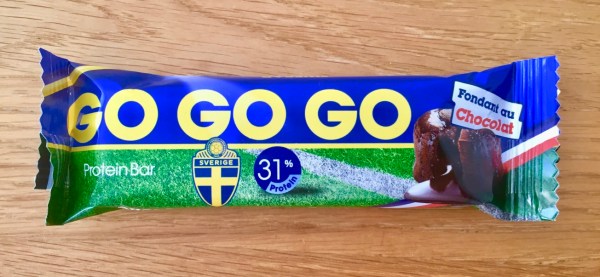 GO GO GO
Fondant au
Chocolat
Protein Bar
SVERIGE
31%
Protein